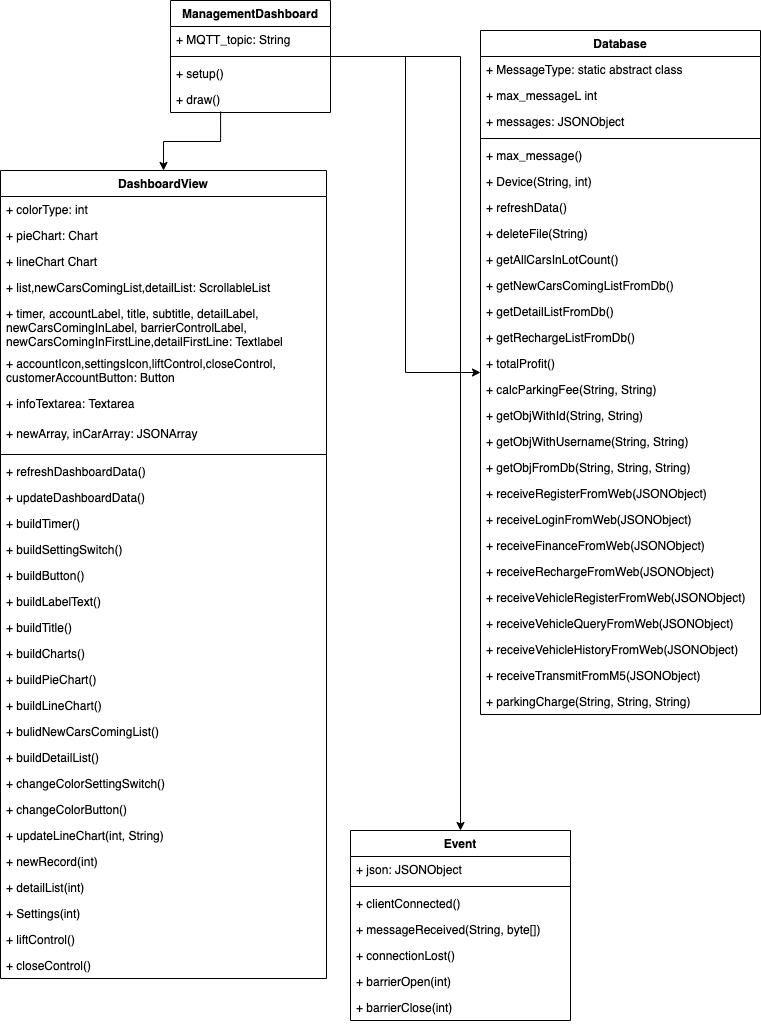 ManagementDashboard
+ MQTT_topic: String
+ setup()
+ draw()
DashboardView
+ colorType: int
+ pieChart: Chart
+ lineChart Chart
+ list,newCarsComingList,detailList: ScrollableList
+ timer, accountLabel, title, subtitle, detailLabel,
newCarsComingInLabel, barrierControlLabel,
newCarsComingInFirstLine,detailFirstLine: Textlabel
+ accountIcon,settingsIcon,liftControl,closeControl,
customerAccountButton: Button
+ infoTextarea: Textarea
+ newArray, inCarArray: JSONArray
+ refreshDashboardData()
+ updateDashboardData()
+ buildTimer()
+ buildSettingSwitch()
+ buildButton()
+ buildLabelText()
+ buildTitle()
+ buildCharts()
+ buildPieChart()
+ buildLineChart()
+ bulidNewCarsComingList()
+ buildDetailList()
+ changeColorSettingSwitch()
+ changeColorButton()
+ updateLineChart(int, String)
+ newRecord(int)
+ detailList(int)
+ Settings(int)
+ liftControl()
+ closeControl()
Database
+ MessageType: static abstract class
+ max_messageL int
+ messages: JSONObject
+ max_message()
+ Device(String, int)
+ refreshData()
+ deleteFile(String)
+ getAllCarsInLotCount()
+ getNewCarsComingListFromDb()
+ getDetailListFromDb()
+ getRechargeListFromDb()
+ totalProfit()
+ calcParkingFee(String, String)
+ getObjWithId(String, String)
+ getObjWithUsername(String, String)
+ getObjFromDb(String, String, String)
+ receiveRegisterFromWeb(JSONObject)
+ receiveLoginFromWeb(JSONObject)
+ receiveFinanceFromWeb(JSONObject)
+ receiveRechargeFromWeb(JSONObject)
+ receiveVehicleRegisterFromWeb(JSONObject)
+ receiveVehicleQueryFromWeb(JSONObject)
+ receiveVehicleHistoryFromWeb(JSONObject)
+ receiveTransmitFromM5(JSONObject)
+ parkingCharge(String, String, String)
Event
+ json: JSONObject
+ clientConnected()
+ messageReceived(String, byte[])
+ connectionLost()
+ barrierOpen(int)
+ barrierClose(int)